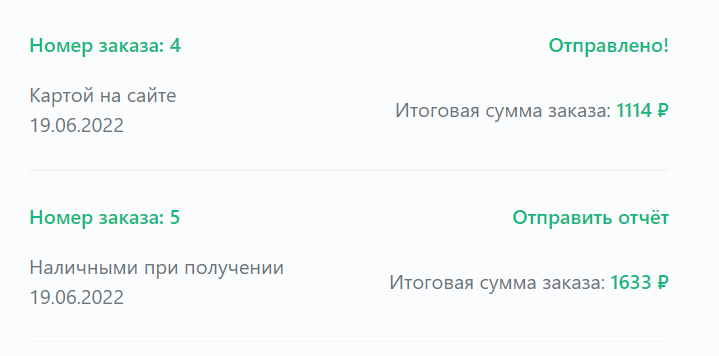 Номер заказа: 4 Отправлено!
Картой на сайте
19.06.2022
Итоговая сумма заказа: 1114 ₽
Номер заказа: 5 Отправить отчёт
Наличными при получении
19.06.2022
Итоговая сумма заказа: 1633 ₽